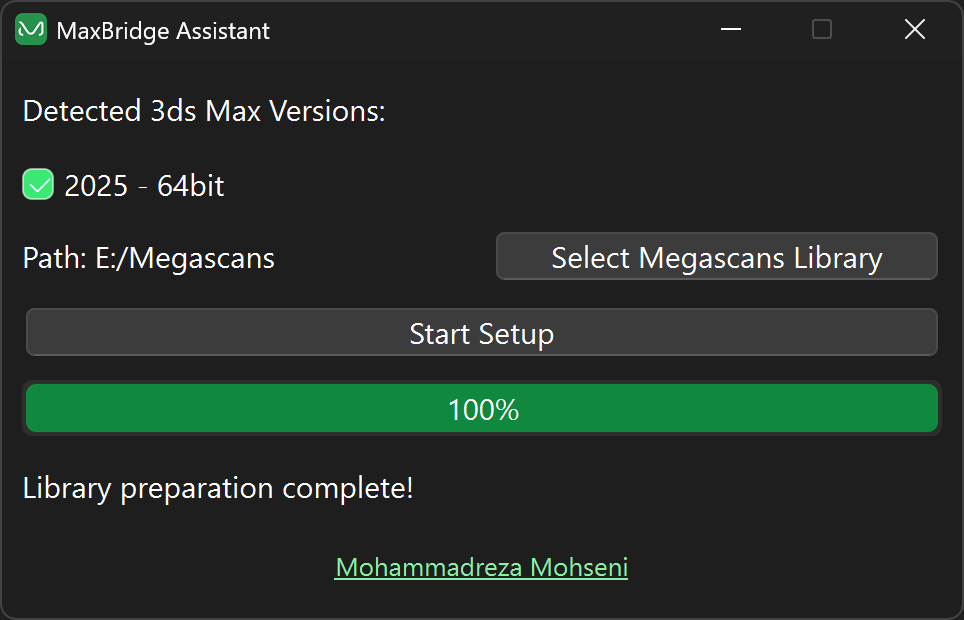 MaxBridge Assistant
Detected 3ds Max Versions:
2025 - 64bit
Path: E:/Megascans
Select Megascans Library
Start Setup
100%
Library preparation complete!
Mohammadreza Mohseni